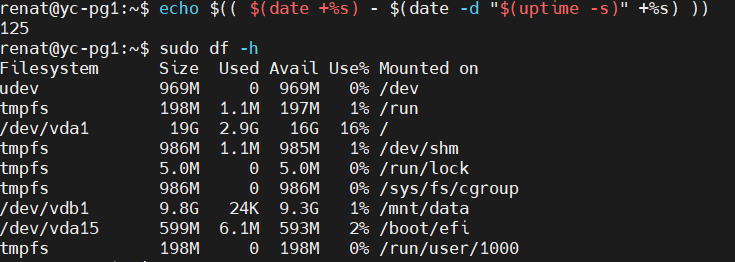 renat@yc-pg1:~$ echo $(( $(date +%s) - $(date -d "$(uptime -s)" +%s) ))
125
renat@yc-pg1:~$ sudo df -h
Filesystem      Size  Used Avail Use% Mounted on
udev            969M     0  969M   0% /dev
tmpfs           198M  1.1M  197M   1% /run
/dev/vda1        19G  2.9G   16G  16% /
tmpfs           986M  1.1M  985M   1% /dev/shm
tmpfs           5.0M     0  5.0M   0% /run/lock
tmpfs           986M     0  986M   0% /sys/fs/cgroup
/dev/vdb1       9.8G   24K  9.3G   1% /mnt/data
/dev/vda15      599M  6.1M  593M   2% /boot/efi
tmpfs           198M     0  198M   0% /run/user/1000